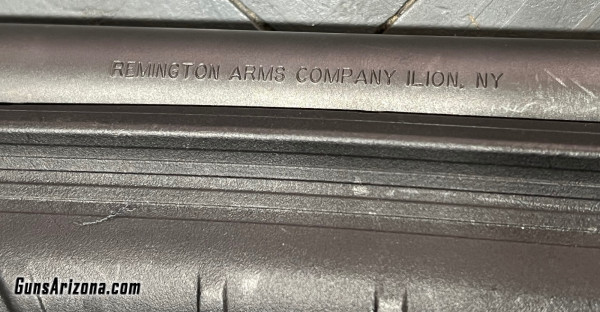 REMINGTON ARMS COMPANY ILION, NY
GunsArizona.com